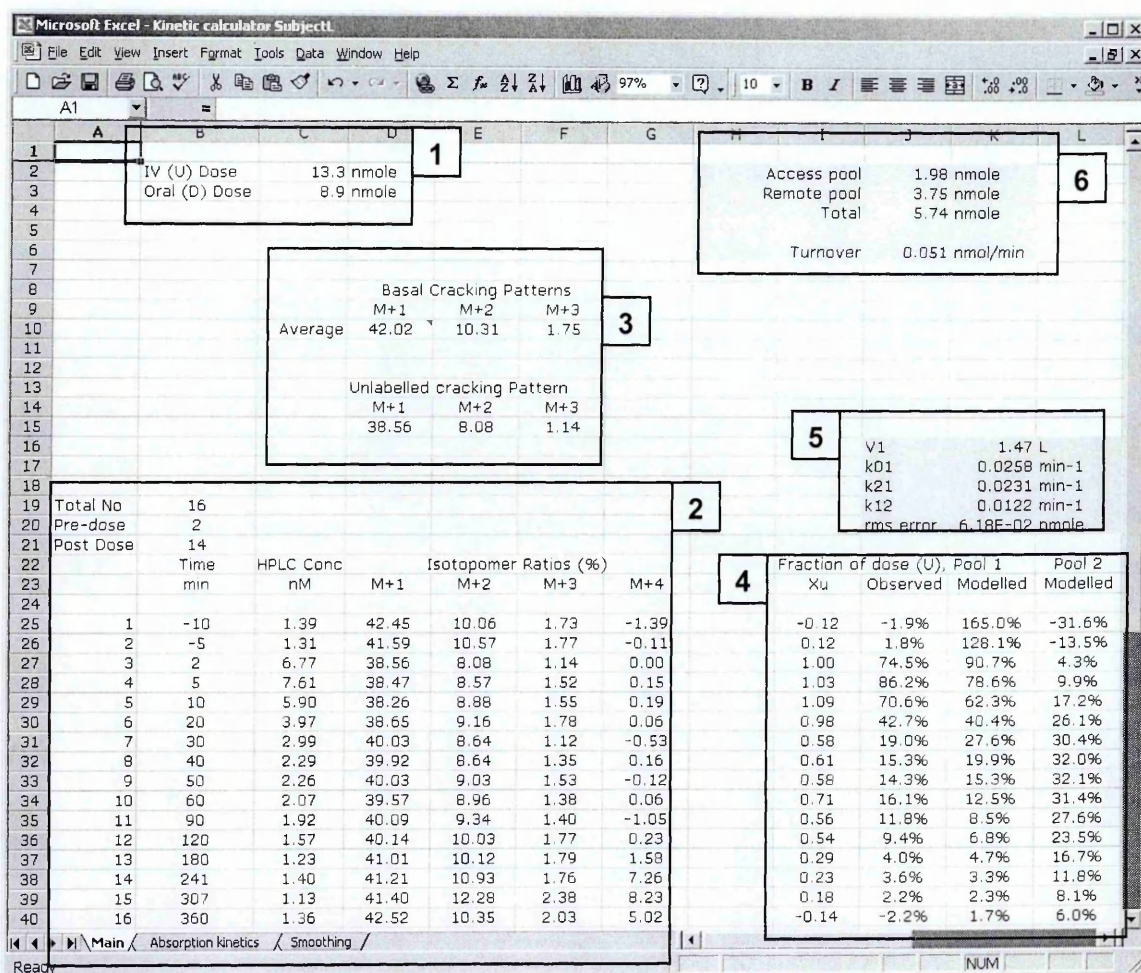 Microsoft Excel - Kinetic calculator SubjectL
File Edit View Insert Format Tools Data Window Help
97% 10 B I
A1 =
A B C D E F G H I J K L
1 1
2 IV (U) Dose 13.3 nmole Access pool 1.98 nmole 6
3 Oral (D) Dose 8.9 nmole Remote pool 3.75 nmole
4 Total 5.74 nmole
5
6 Turnover 0.051 nmol/min
7
8 Basal Cracking Patterns
9 M+1 M+2 M+3 3
10 Average 42.02 10.31 1.75
11
12
13 Unlabelled cracking Pattern
14 M+1 M+2 M+3
15 38.56 8.08 1.14 5
16 V1 1.47 L
17 k01 0.0258 min-1
18 k21 0.0231 min-1
19 Total No 16 2 k12 0.0122 min-1
20 Pre-dose 2 rms error 6.18E-02 nmole
21 Post Dose 14
22 Time HPLC Conc Isotopomer Ratios (%) Fraction of dose (U), Pool 1 Pool 2
23 min nM M+1 M+2 M+3 M+4 4 Xu Observed Modelled Modelled
24
25 1 -10 1.39 42.45 10.06 1.73 -1.39 -0.12 -1.9% 165.0% -31.6%
26 2 -5 1.31 41.59 10.57 1.77 -0.11 0.12 1.8% 128.1% -13.5%
27 3 2 6.77 38.56 8.08 1.14 0.00 1.00 74.5% 90.7% 4.3%
28 4 5 7.61 38.47 8.57 1.52 0.15 1.03 86.2% 78.6% 9.9%
29 5 10 5.90 38.26 8.88 1.55 0.19 1.09 70.6% 62.3% 17.2%
30 6 20 3.97 38.65 9.16 1.78 0.06 0.98 42.7% 40.4% 26.1%
31 7 30 2.99 40.03 8.64 1.12 -0.53 0.58 19.0% 27.6% 30.4%
32 8 40 2.29 39.92 8.64 1.35 0.16 0.61 15.3% 19.9% 32.0%
33 9 50 2.26 40.03 9.03 1.53 -0.12 0.58 14.3% 15.3% 32.1%
34 10 60 2.07 39.57 8.96 1.38 0.06 0.71 16.1% 12.5% 31.4%
35 11 90 1.92 40.09 9.34 1.40 -1.05 0.56 11.8% 8.5% 27.6%
36 12 120 1.57 40.14 10.03 1.77 0.23 0.54 9.4% 6.8% 23.5%
37 13 180 1.23 41.01 10.12 1.79 1.58 0.29 4.0% 4.7% 16.7%
38 14 241 1.40 41.21 10.93 1.76 7.26 0.23 3.6% 3.3% 11.8%
39 15 307 1.13 41.40 12.28 2.38 8.23 0.18 2.2% 2.3% 8.1%
40 16 360 1.36 42.52 10.35 2.03 5.02 -0.14 -2.2% 1.7% 6.0%
Main Absorption kinetics Smoothing
Ready NUM